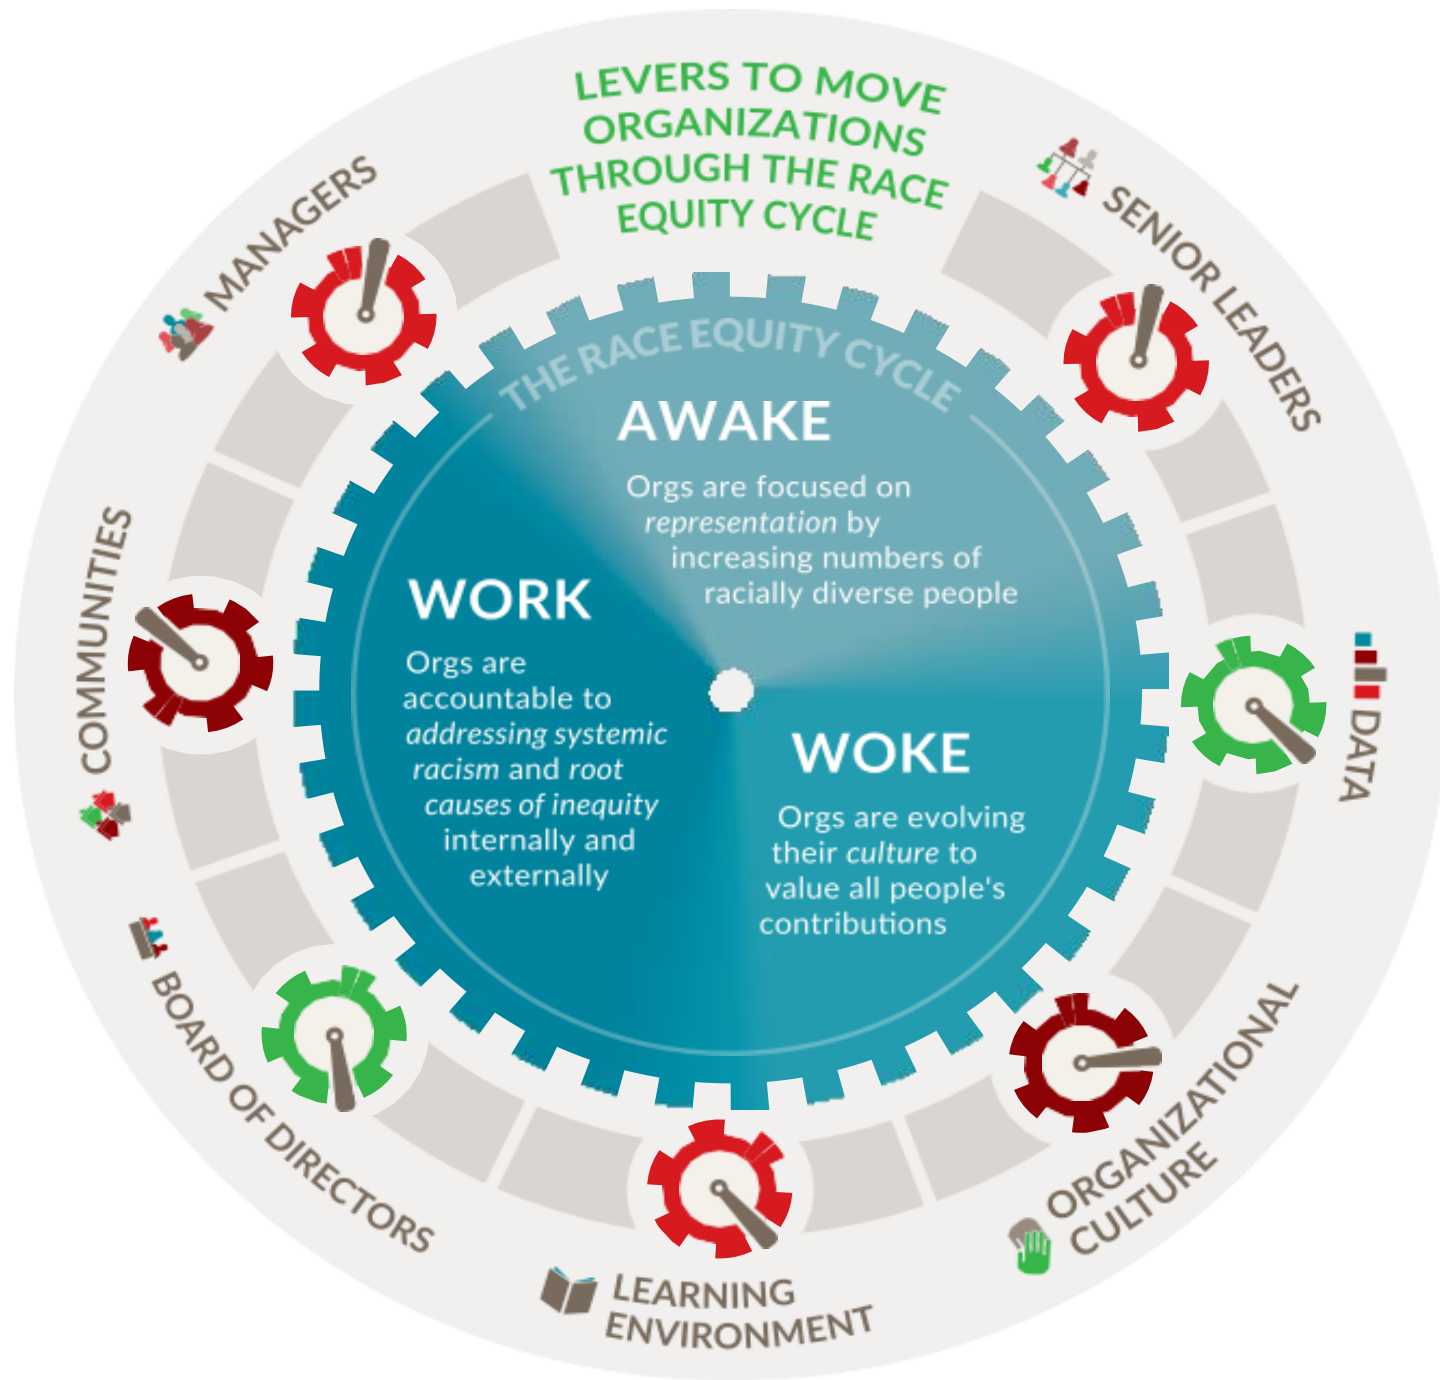 LEVERS TO MOVE
ORGANIZATIONS
THROUGH THE RACE
EQUITY CYCLE
SENIOR LEADERS
DATA
ORGANIZATIONAL
CULTURE
LEARNING
ENVIRONMENT
BOARD OF DIRECTORS
COMMUNITIES
MANAGERS
THE RACE EQUITY CYCLE
AWAKE
Orgs are focused on
representation by
increasing numbers of
racially diverse people
WOKE
Orgs are evolving
their culture to
value all people's
contributions
WORK
Orgs are
accountable to
addressing systemic
racism and root
causes of inequity
internally and
externally